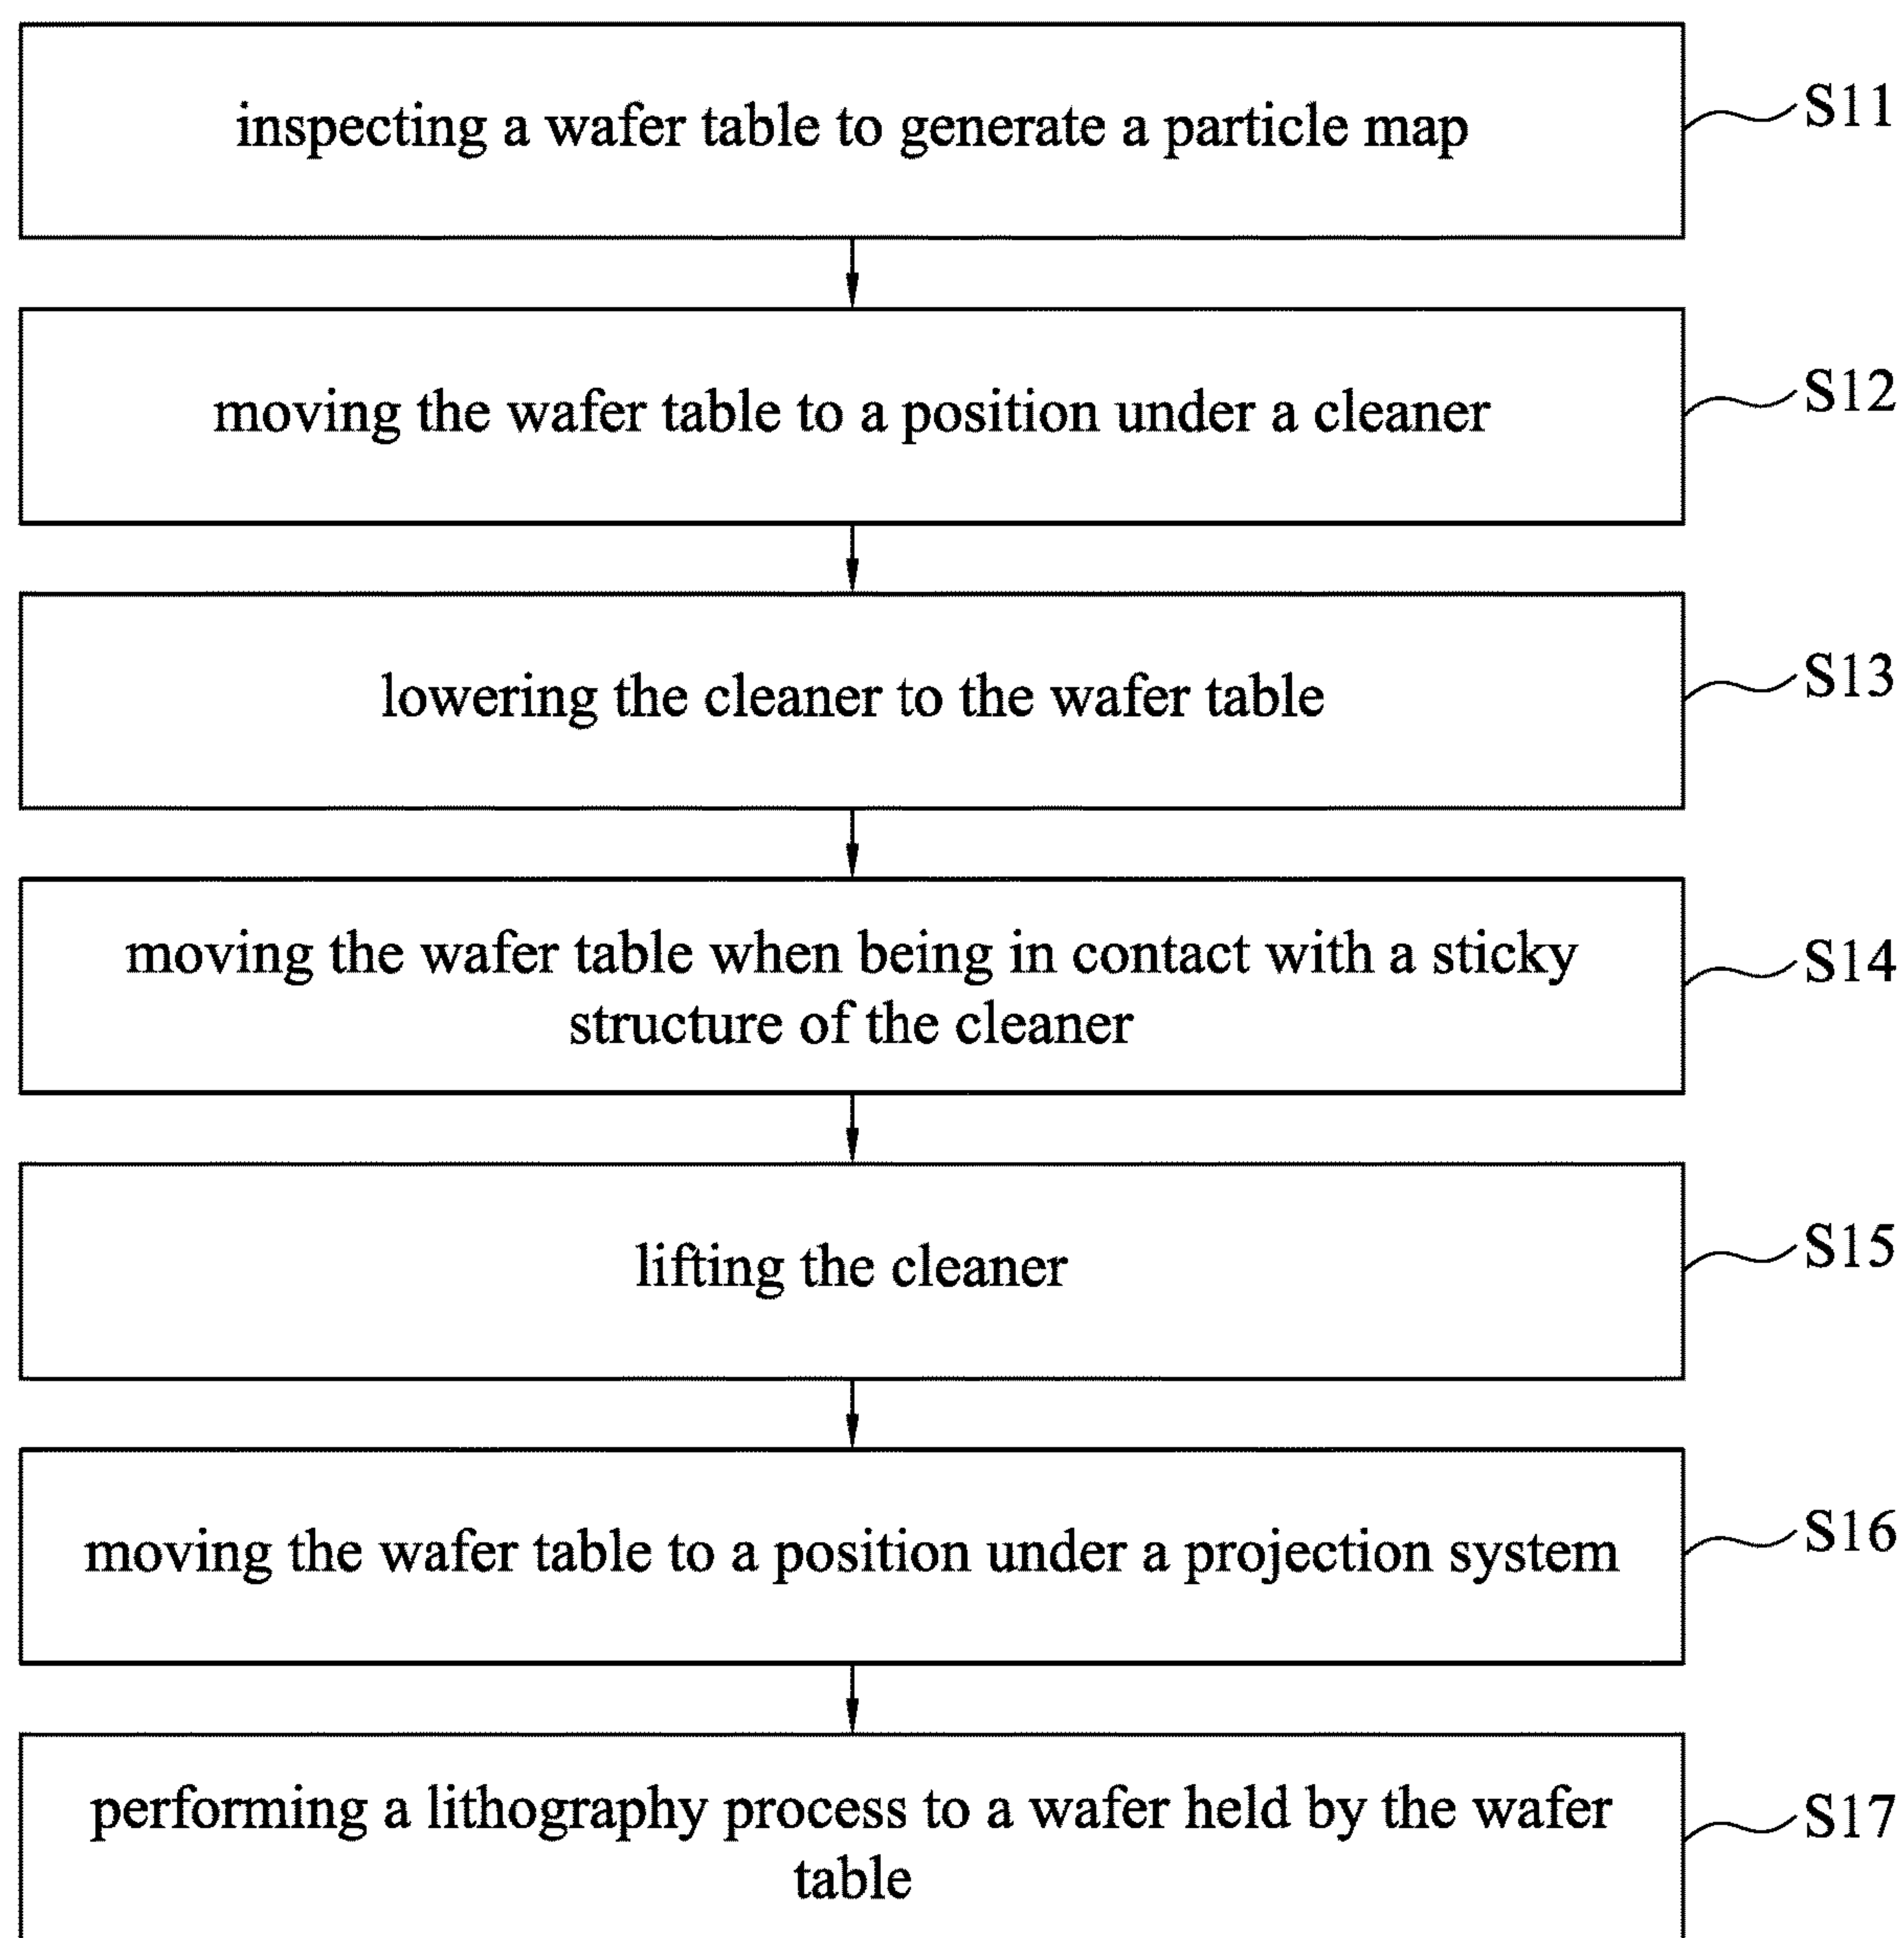 inspecting a wafer table to generate a particle map
S11
moving the wafer table to a position under a cleaner
S12
lowering the cleaner to the wafer table
S13
moving the wafer table when being in contact with a sticky
structure of the cleaner
S14
lifting the cleaner
S15
moving the wafer table to a position under a projection system
S16
performing a lithography process to a wafer held by the wafer
table
S17